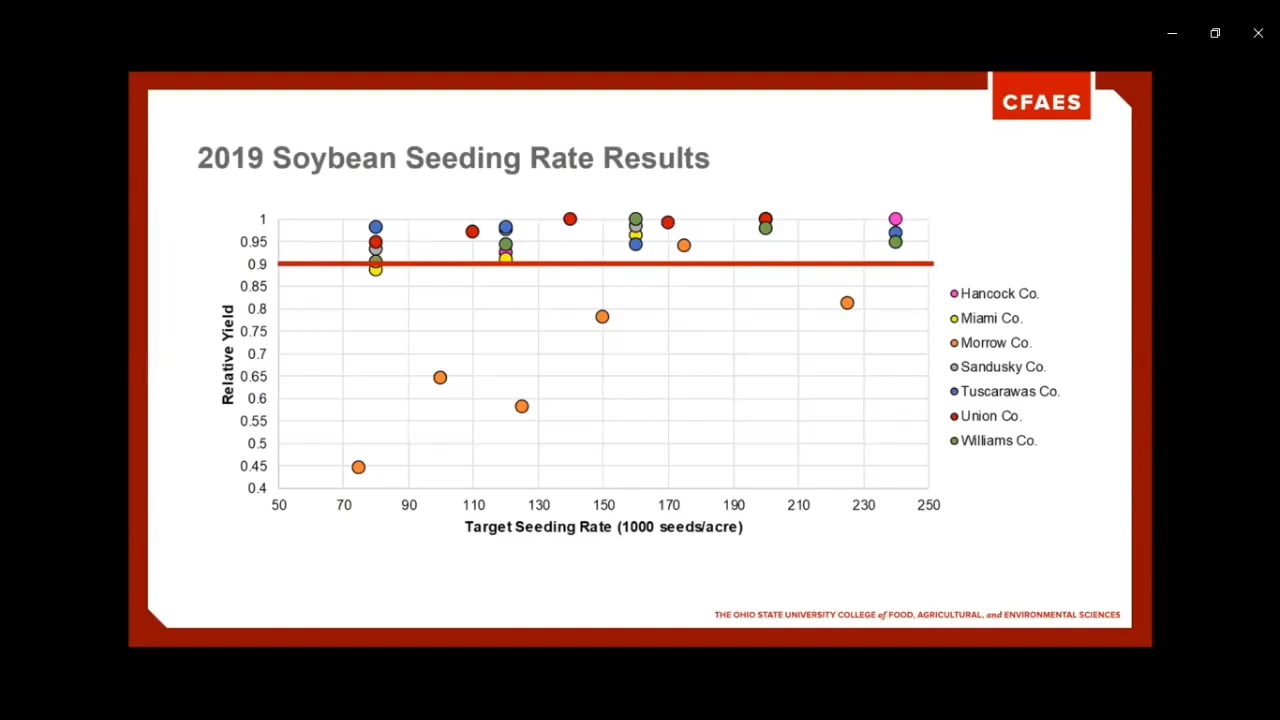 CFAES
2019 Soybean Seeding Rate Results
1
0.95
0.9
0.85
0.8
0.75
0.7
0.65
0.6
0.55
0.5
0.45
0.4
Relative Yield
50 70 90 110 130 150 170 190 210 230 250
Target Seeding Rate (1000 seeds/acre)
Hancock Co.
Miami Co.
Morrow Co.
Sandusky Co.
Tuscarawas Co.
Union Co.
Williams Co.
THE OHIO STATE UNIVERSITY COLLEGE of FOOD, AGRICULTURAL, and ENVIRONMENTAL SCIENCES